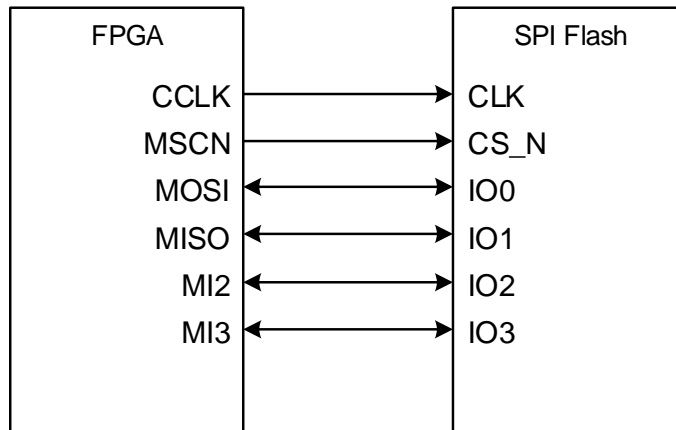 FPGA SPI Flash
CCLK CLK
MSCN CS_N
MOSI IO0
MISO IO1
MI2 IO2
MI3 IO3